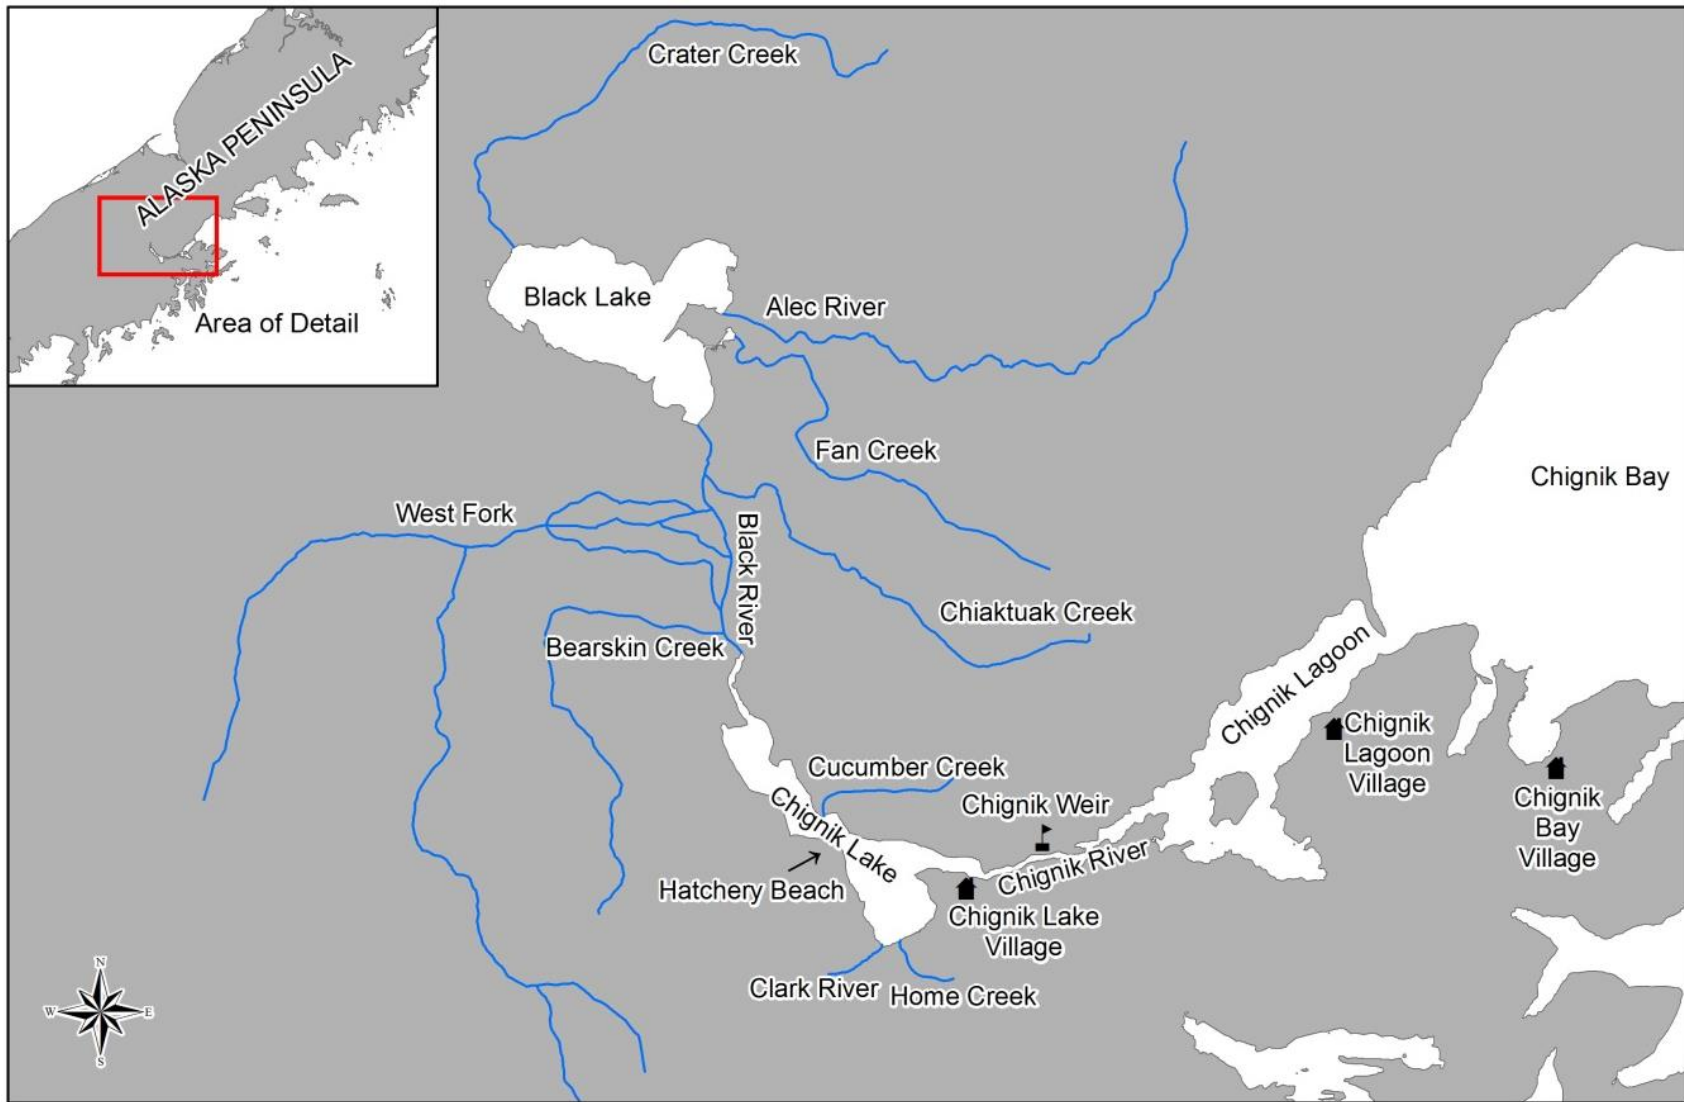 ALASKA PENINSULA
Area of Detail
Crater Creek
Black Lake
Alec River
Fan Creek
Chignik Bay
West Fork
Black River
Chiaktuak Creek
Bearskin Creek
Chignik Lagoon
Chignik
Lagoon
Village
Cucumber Creek
Chignik Weir
Chignik
Bay
Village
Chignik Lake
Chignik River
Hatchery Beach
Chignik Lake
Village
Clark River
Home Creek
N
W
E
S